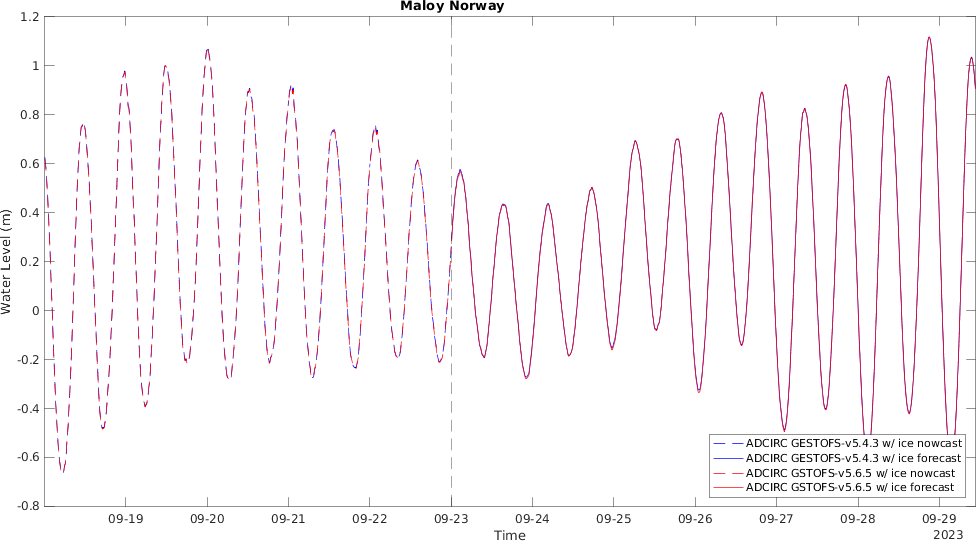 Maloy Norway
1.2
1
0.8
0.6
0.4
0.2
0
-0.2
-0.4
-0.6
-0.8
Water Level (m)
ADCIRC GESTOFS-v5.4.3 w/ ice nowcast
ADCIRC GESTOFS-v5.4.3 w/ ice forecast
ADCIRC GSTOFS-v5.6.5 w/ ice nowcast
ADCIRC GSTOFS-v5.6.5 w/ ice forecast
09-19 09-20 09-21 09-22 09-23 09-24 09-25 09-26 09-27 09-28 09-29
Time
2023